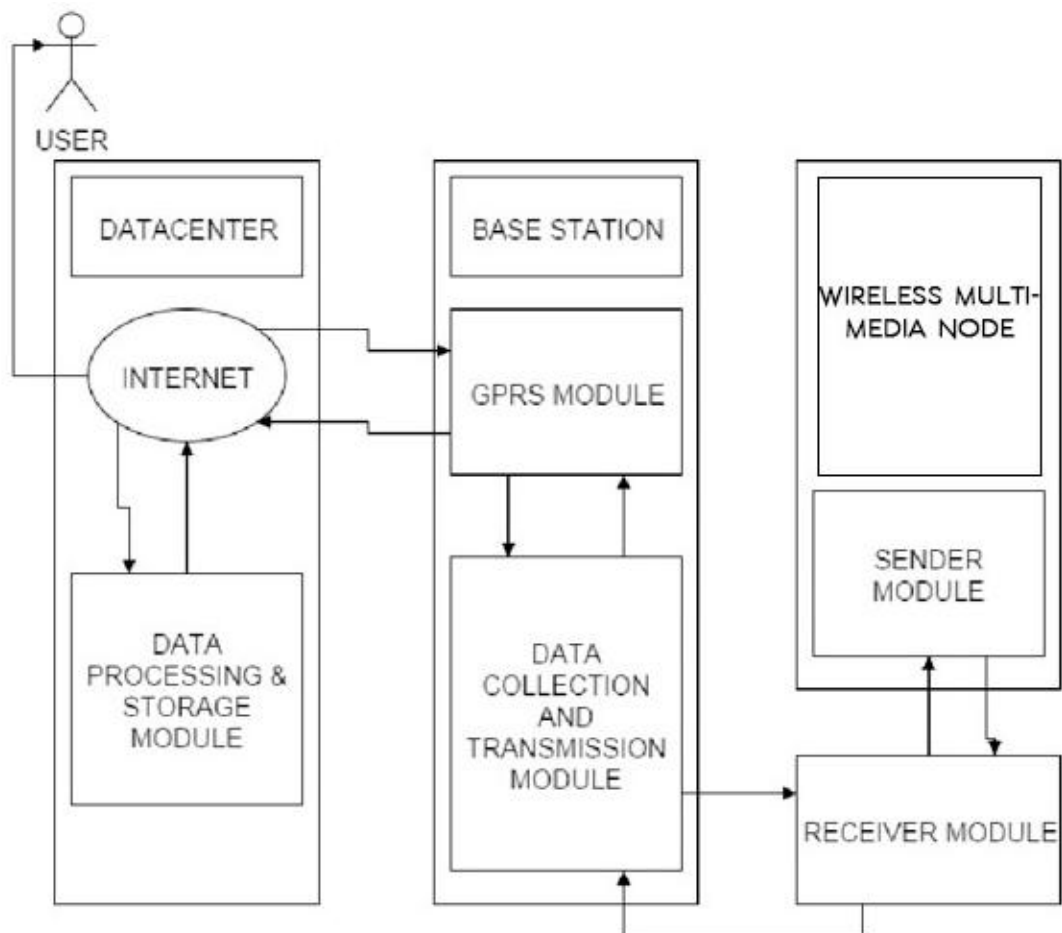 USER
DATACENTER
INTERNET
DATA
PROCESSING &
STORAGE
MODULE
BASE STATION
GPRS MODULE
DATA
COLLECTION
AND
TRANSMISSION
MODULE
WIRELESS MULTI-
MEDIA NODE
SENDER
MODULE
RECEIVER MODULE